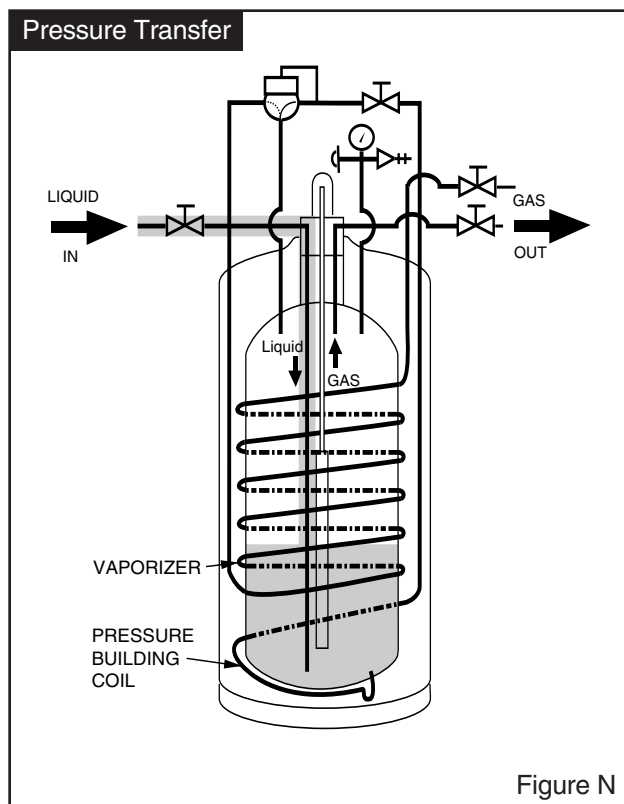 Pressure Transfer
LIQUID
IN
GAS
OUT
Liquid
GAS
VAPORIZER
PRESSURE
BUILDING
COIL
Figure N